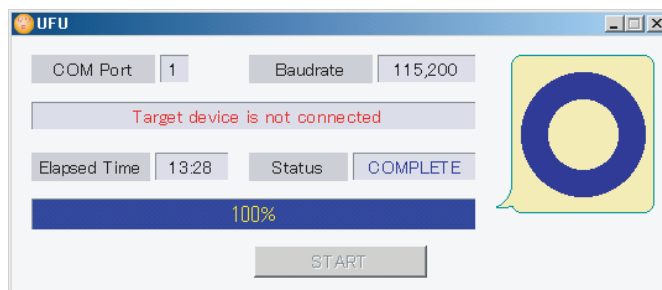 UFU
COM Port 1 Baudrate 115,200
Target device is not connected
Elapsed Time 13:28 Status COMPLETE
100%
START